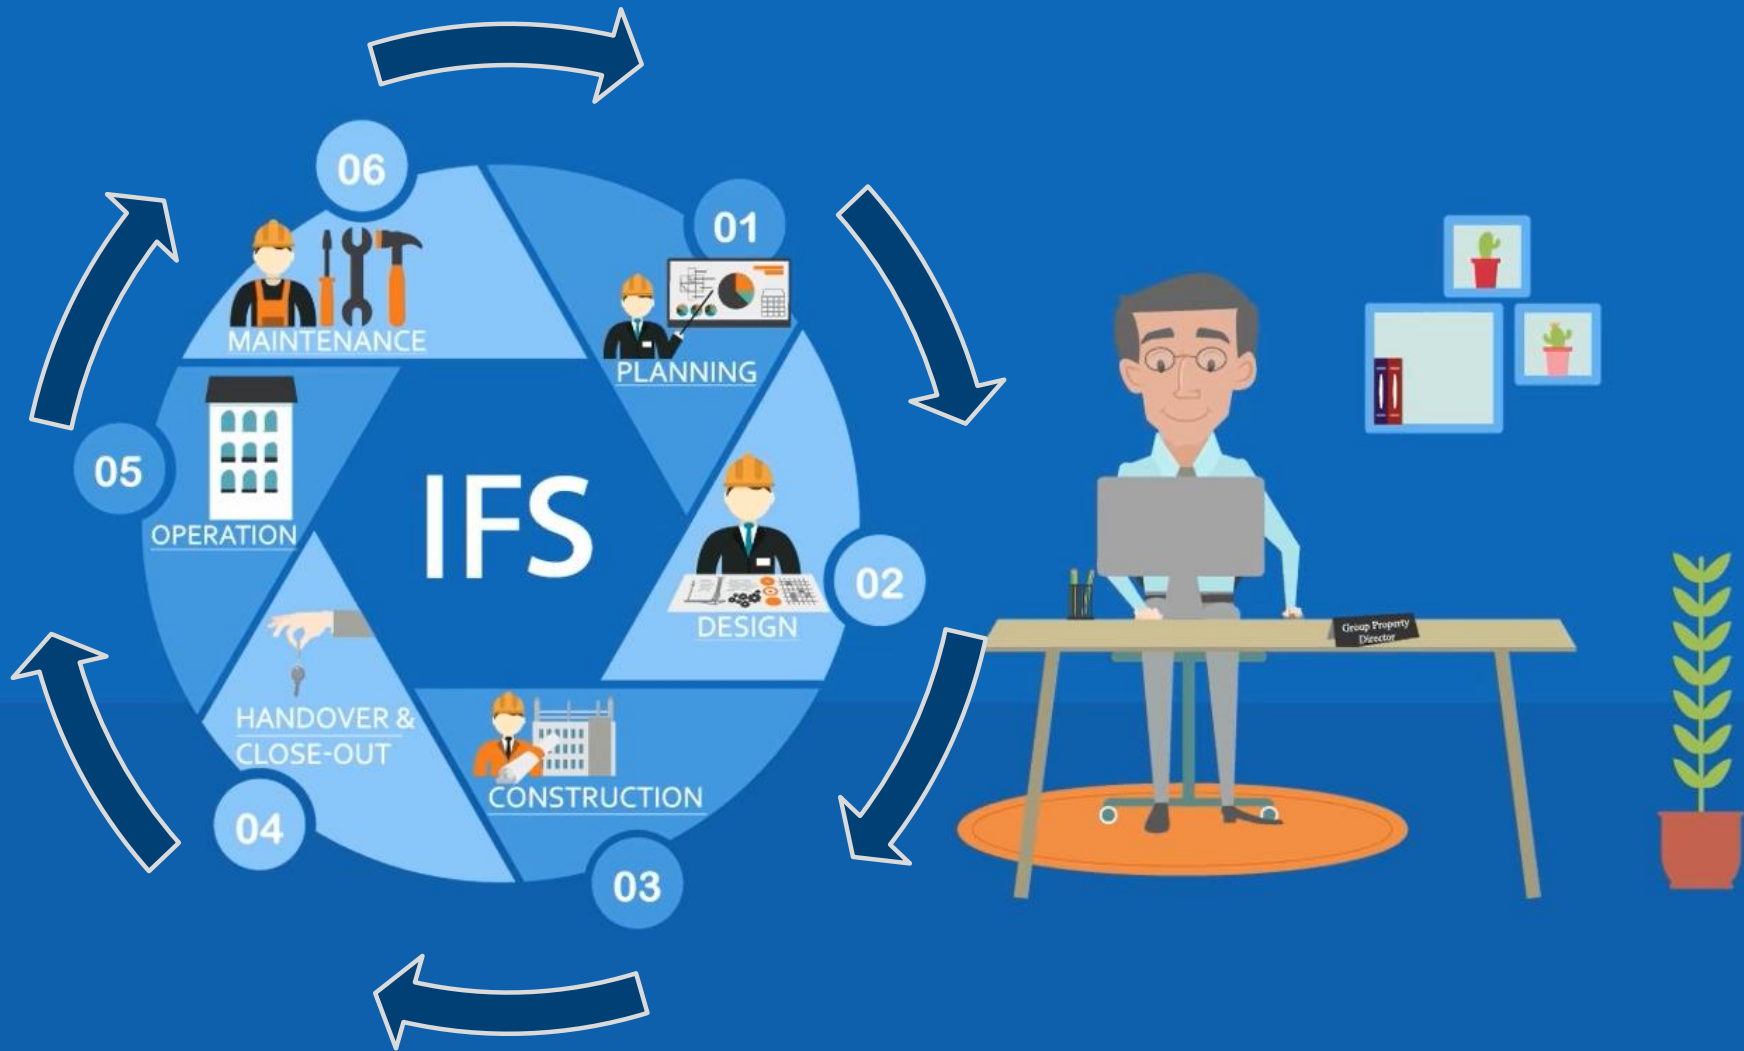 06
MAINTENANCE
01
PLANNING
IFS
02
DESIGN
03
CONSTRUCTION
04
HANDOVER &
CLOSE-OUT
05
OPERATION
Group Property
Director